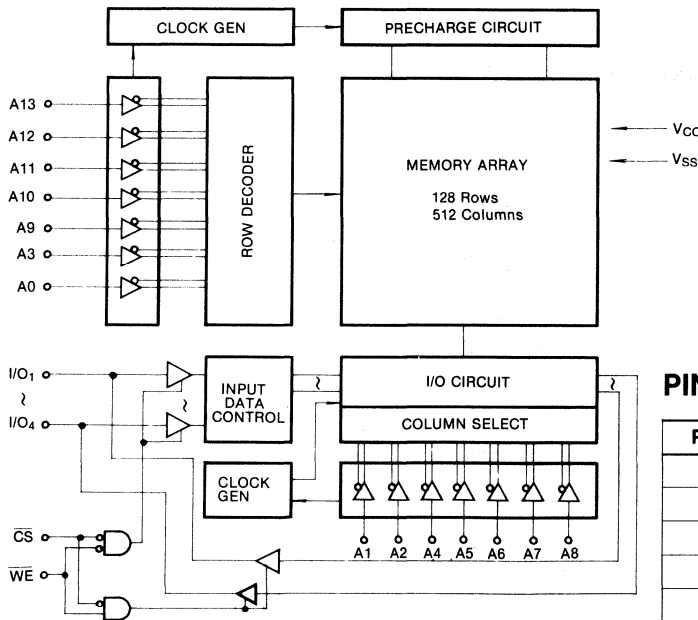 CLOCK GEN
PRECHARGE CIRCUIT
A13
A12
A11
A10
A9
A3
A0
ROW DECODER
MEMORY ARRAY
128 Rows
512 Columns
VCC
VSS
I/O1
I/O4
INPUT
DATA
CONTROL
I/O CIRCUIT
COLUMN SELECT
CLOCK
GEN
A1 A2 A4 A5 A6 A7 A8
CS
WE
PIN